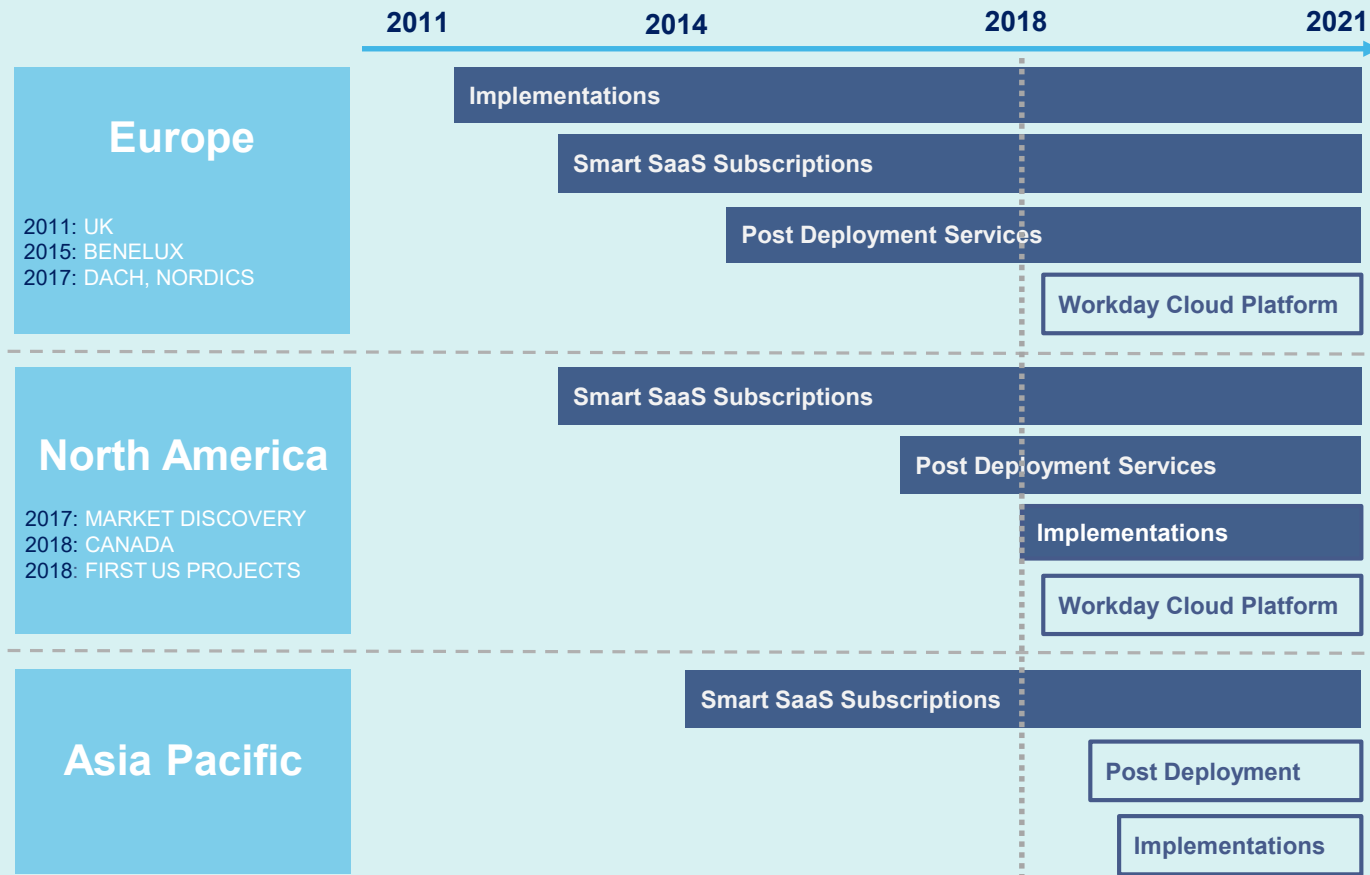 2011 2014 2018 2021
Europe
2011: UK
2015: BENELUX
2017: DACH, NORDICS
Implementations
Smart SaaS Subscriptions
Post Deployment Services
Workday Cloud Platform
North America
2017: MARKET DISCOVERY
2018: CANADA
2018: FIRST US PROJECTS
Smart SaaS Subscriptions
Post Deployment Services
Implementations
Workday Cloud Platform
Asia Pacific
Smart SaaS Subscriptions
Post Deployment
Implementations